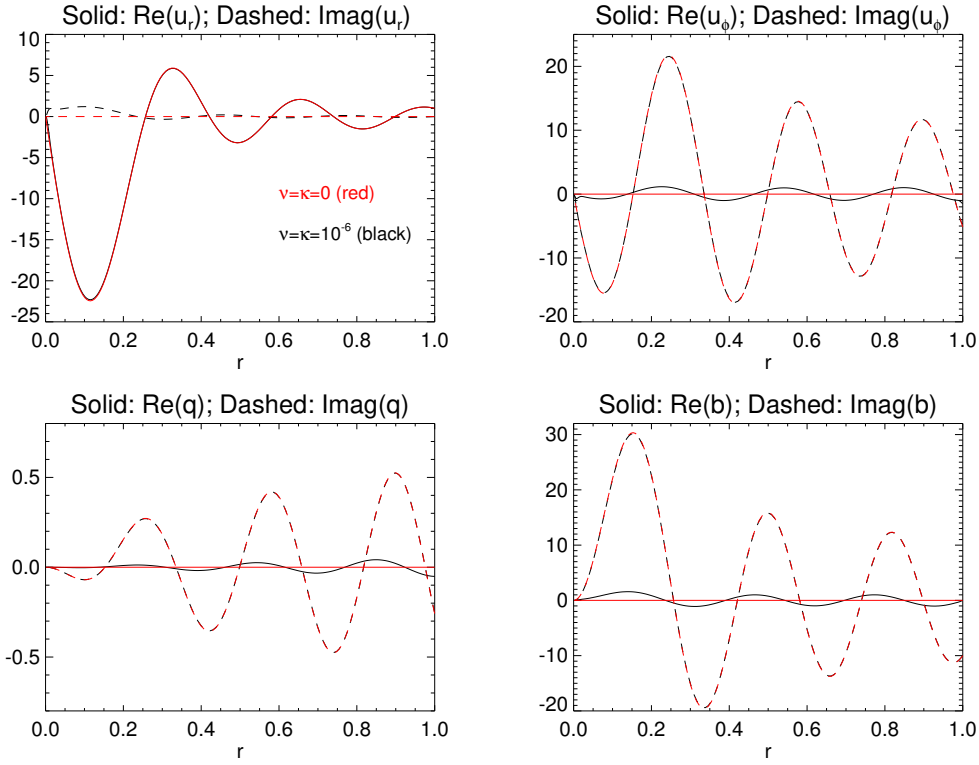 Solid: Re(u_r); Dashed: Imag(u_r)
5
0
-5
-10
-15
-20
-25
0.0 0.2 0.4 0.6 0.8 1.0
r
ν=κ=0 (red)
ν=κ=10^-6 (black)
Solid: Re(u_ϕ); Dashed: Imag(u_ϕ)
20
10
0
-10
-20
0.0 0.2 0.4 0.6 0.8 1.0
r
Solid: Re(q); Dashed: Imag(q)
0.5
0.0
-0.5
0.0 0.2 0.4 0.6 0.8 1.0
r
Solid: Re(b); Dashed: Imag(b)
30
20
10
0
-10
-20
0.0 0.2 0.4 0.6 0.8 1.0
r